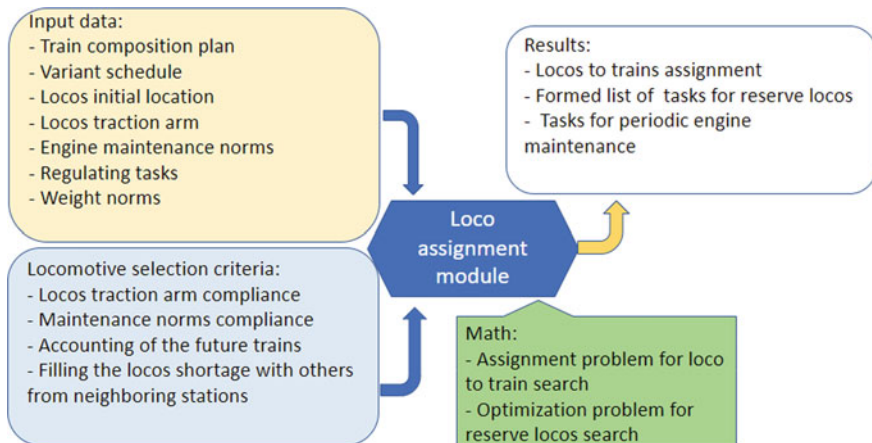 Input data:
- Train composition plan
- Variant schedule
- Locos initial location
- Locos traction arm
- Engine maintenance norms
- Regulating tasks
- Weight norms
Locomotive selection criteria:
- Locos traction arm compliance
- Maintenance norms compliance
- Accounting of the future trains
- Filling the locos shortage with others
from neighboring stations
Loco
assignment
module
Results:
- Locos to trains assignment
- Formed list of tasks for reserve locos
- Tasks for periodic engine
maintenance
Math:
- Assignment problem for loco
to train search
- Optimization problem for
reserve locos search